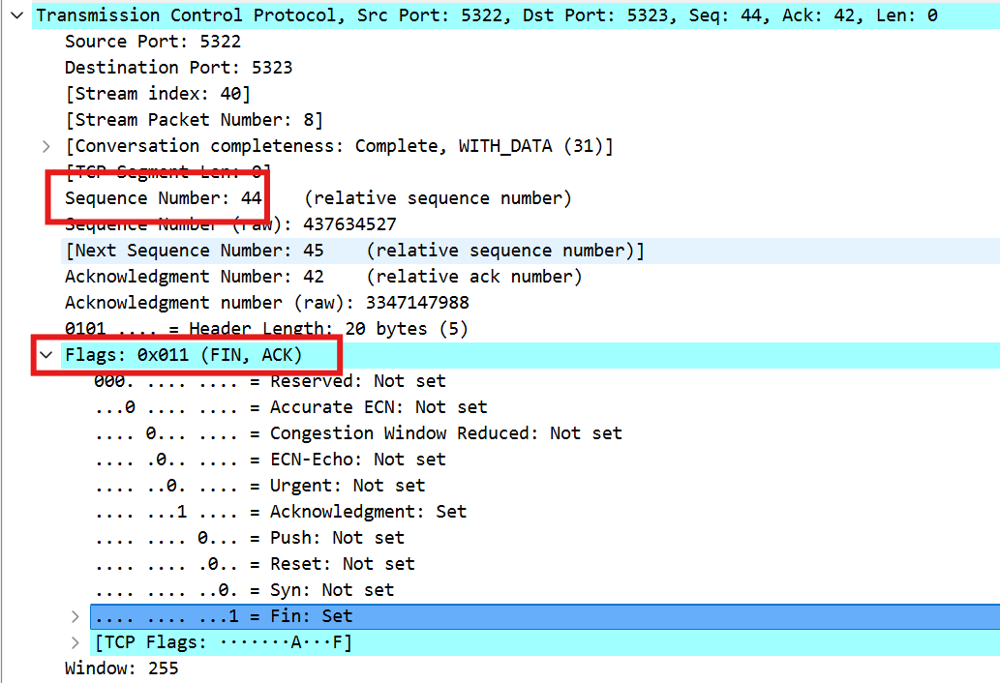 Transmission Control Protocol, Src Port: 5322, Dst Port: 5323, Seq: 44, Ack: 42, Len: 0
Source Port: 5322
Destination Port: 5323
[Stream index: 40]
[Stream Packet Number: 8]
[Conversation completeness: Complete, WITH_DATA (31)]
[TCP Segment Len: 0]
Sequence Number: 44    (relative sequence number)
Sequence Number (raw): 437634527
[Next Sequence Number: 45    (relative sequence number)]
Acknowledgment Number: 42    (relative ack number)
Acknowledgment number (raw): 3347147988
0101 .... = Header Length: 20 bytes (5)
Flags: 0x011 (FIN, ACK)
000. .... .... = Reserved: Not set
...0 .... .... = Accurate ECN: Not set
.... 0... .... = Congestion Window Reduced: Not set
.... .0.. .... = ECN-Echo: Not set
.... ..0. .... = Urgent: Not set
.... ...1 .... = Acknowledgment: Set
.... .... 0... = Push: Not set
.... .... .0.. = Reset: Not set
.... .... ..0. = Syn: Not set
.... .... ...1 = Fin: Set
[TCP Flags: ·······A···F]
Window: 255